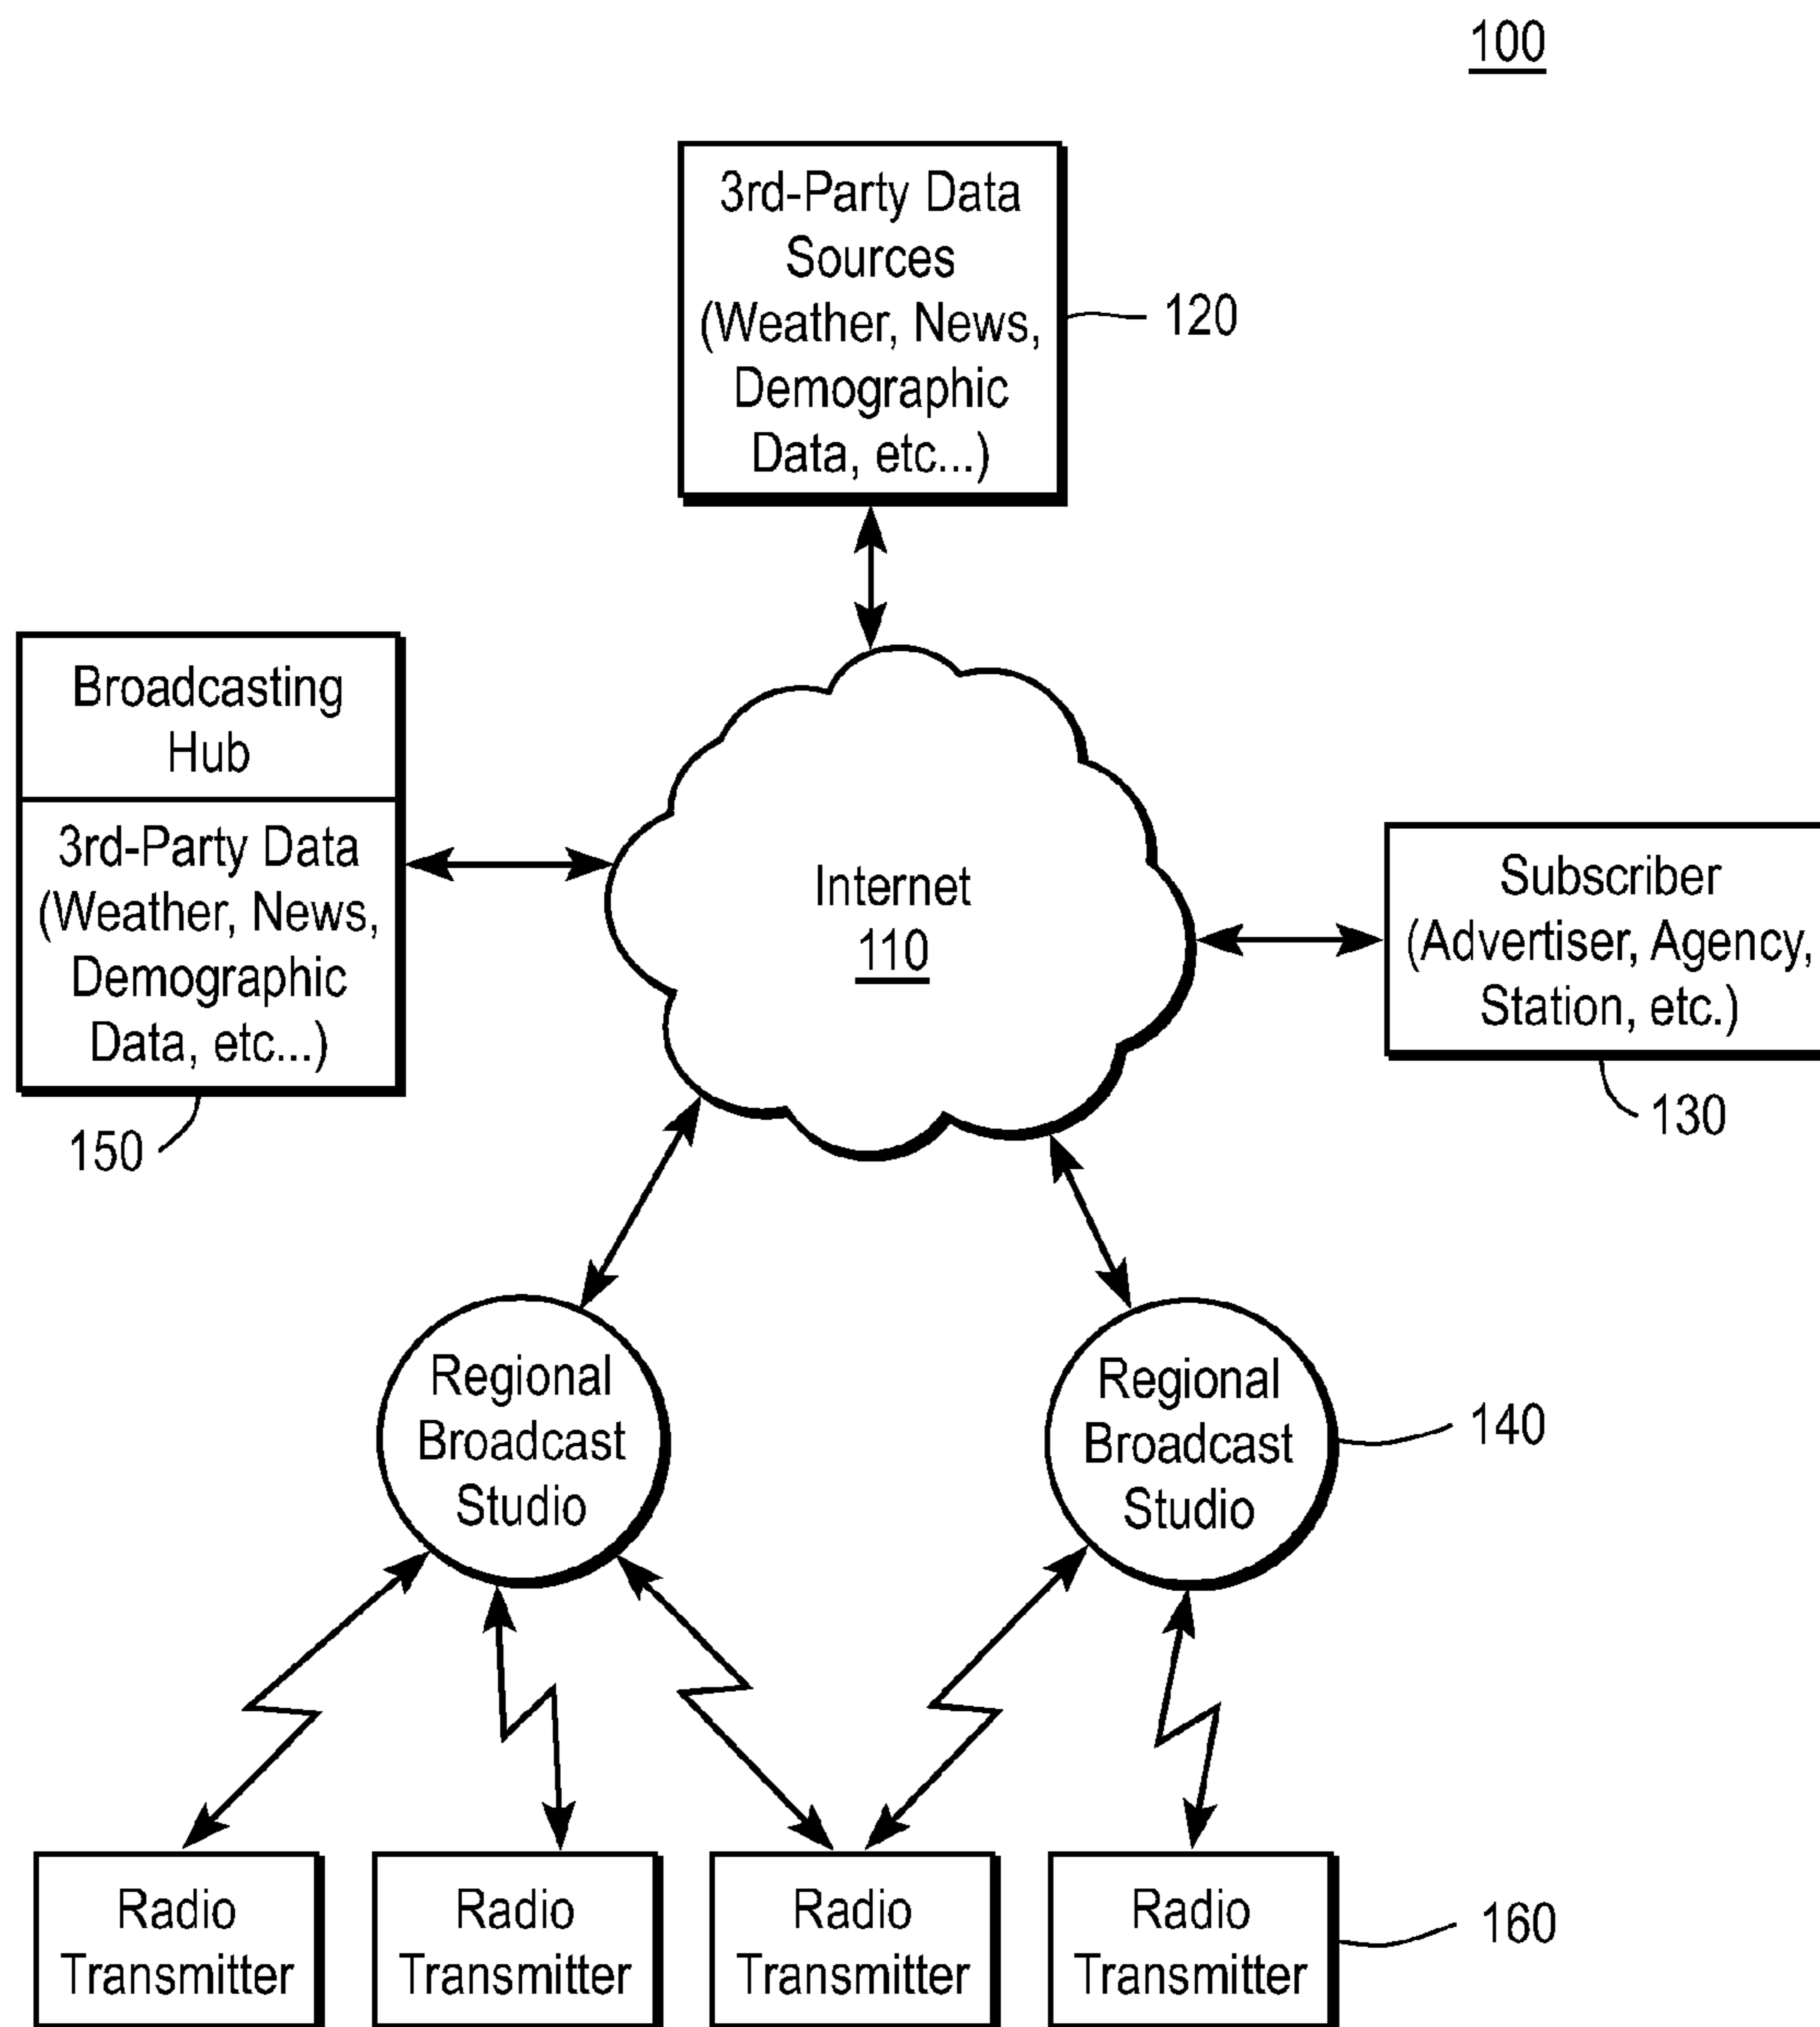 100
3rd-Party Data
Sources
(Weather, News,
Demographic
Data, etc...)
120
Broadcasting
Hub
3rd-Party Data
(Weather, News,
Demographic
Data, etc...)
150
Internet
110
Subscriber
(Advertiser, Agency,
Station, etc.)
130
Regional
Broadcast
Studio
Regional
Broadcast
Studio
140
Radio
Transmitter
Radio
Transmitter
Radio
Transmitter
Radio
Transmitter
160